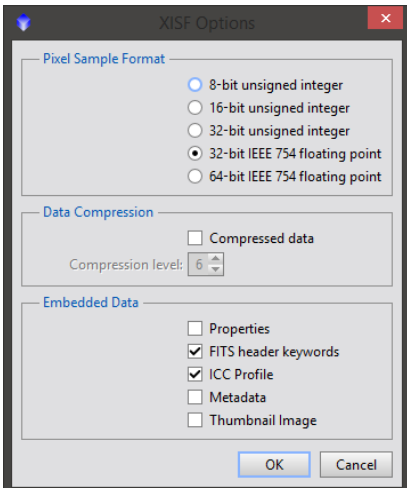 XISF Options
Pixel Sample Format
8-bit unsigned integer
16-bit unsigned integer
32-bit unsigned integer
32-bit IEEE 754 floating point
64-bit IEEE 754 floating point
Data Compression
Compressed data
Compression level: 6
Embedded Data
Properties
FITS header keywords
ICC Profile
Metadata
Thumbnail Image
OK Cancel